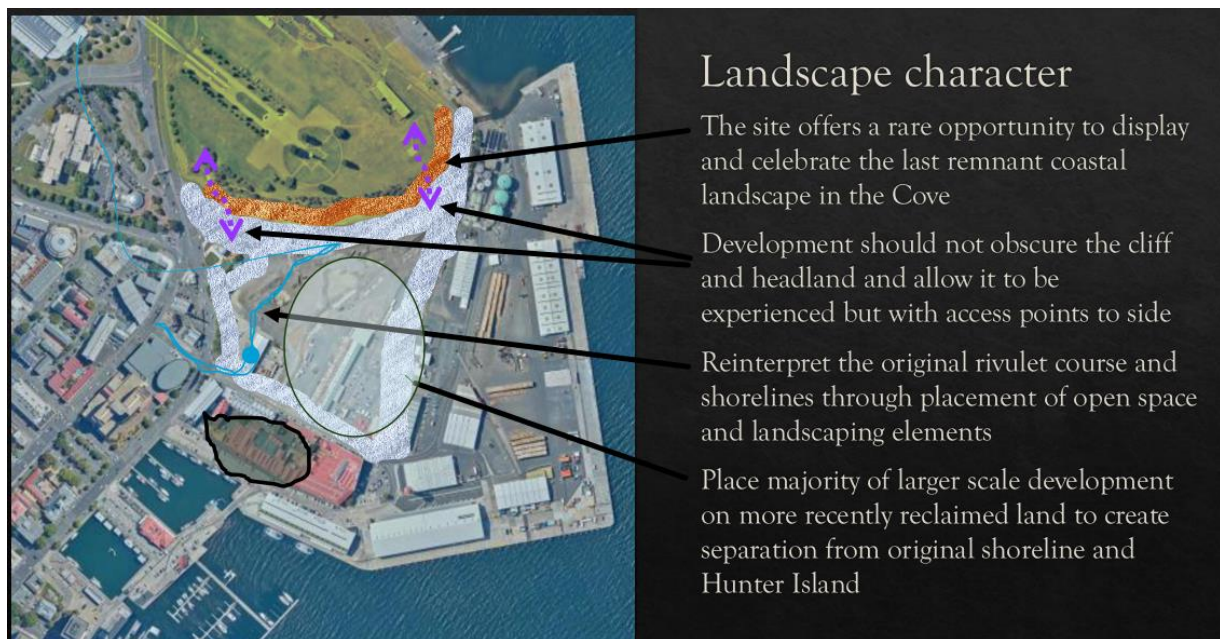 Landscape character
The site offers a rare opportunity to display
and celebrate the last remnant coastal
landscape in the Cove
Development should not obscure the cliff
and headland and allow it to be
experienced but with access points to side
Reinterpret the original rivulet course and
shorelines through placement of open space
and landscaping elements
Place majority of larger scale development
on more recently reclaimed land to create
separation from original shoreline and
Hunter Island